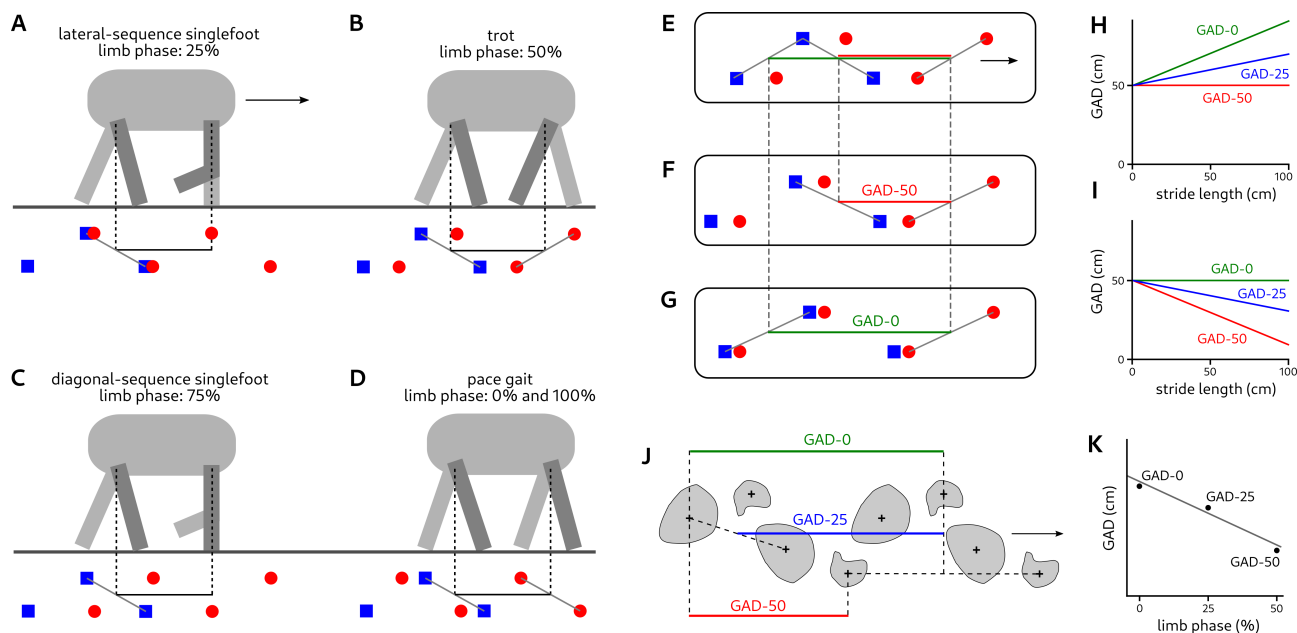 A
lateral-sequence singlefoot
limb phase: 25%
B
trot
limb phase: 50%
C
diagonal-sequence singlefoot
limb phase: 75%
D
pace gait
limb phase: 0% and 100%
E
F
GAD-50
G
GAD-0
H
GAD (cm)
50
0
GAD-0
GAD-25
GAD-50
0
50
100
stride length (cm)
I
GAD (cm)
50
0
GAD-0
GAD-25
GAD-50
0
50
100
stride length (cm)
J
GAD-0
GAD-25
GAD-50
K
GAD (cm)
GAD-0
GAD-25
GAD-50
0
25
50
limb phase (%)